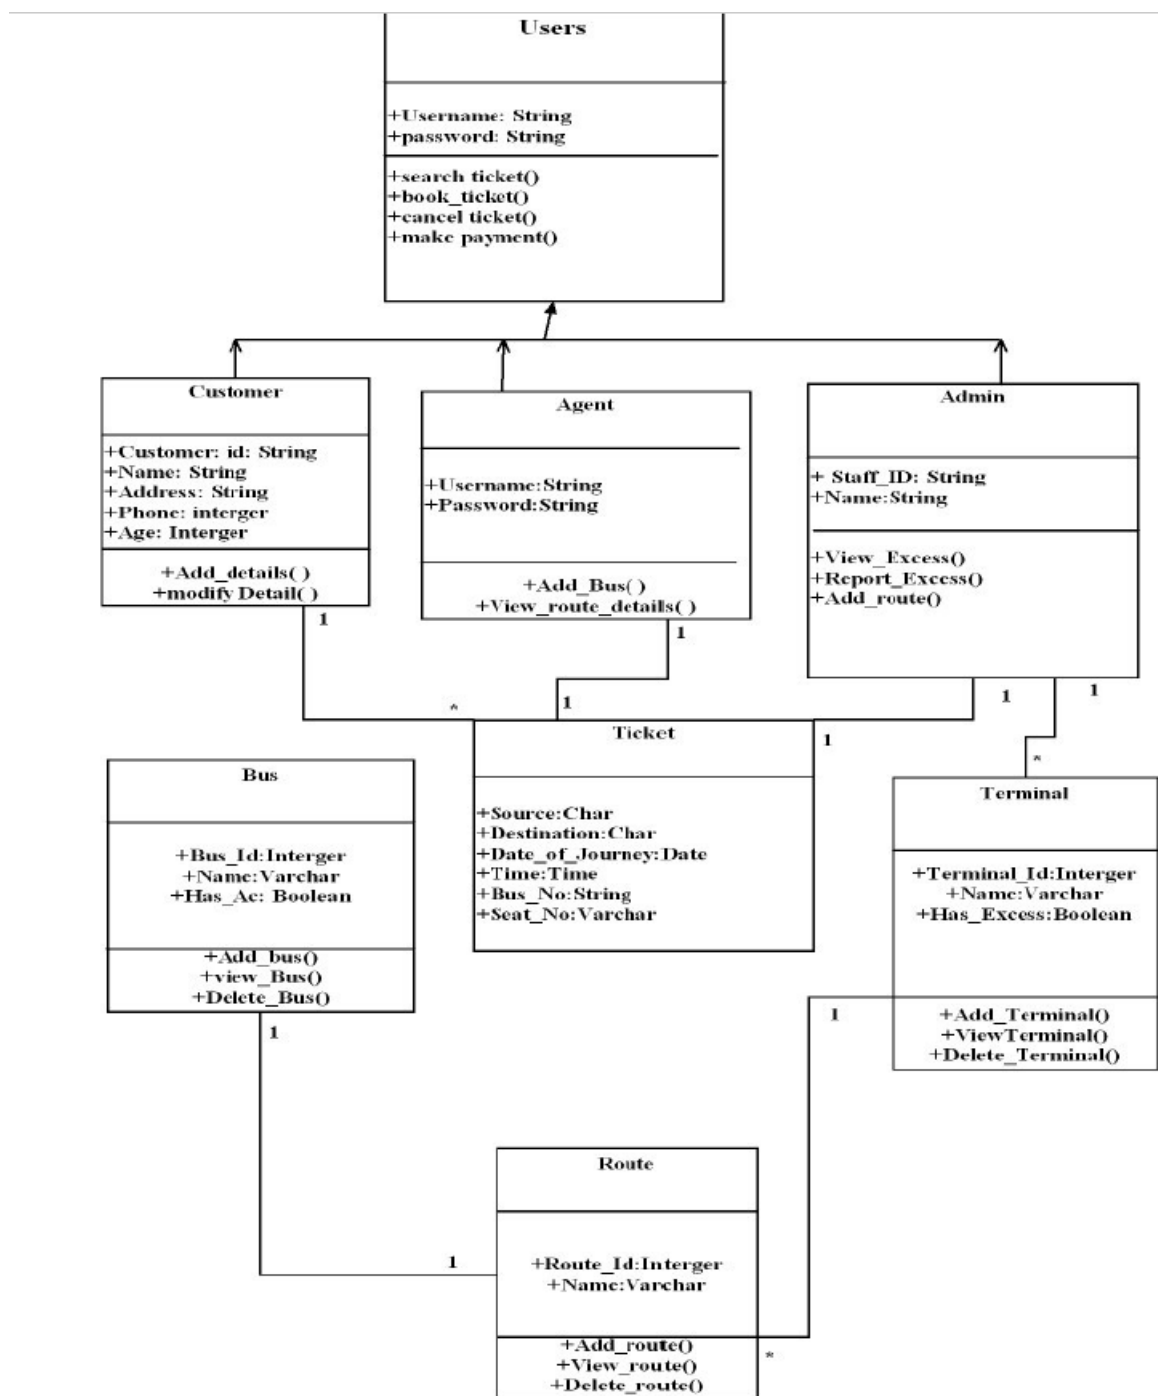 Users
+Username: String
+password: String
+search ticket()
+book_ticket()
+cancel ticket()
+make payment()
Customer
+Customer: id: String
+Name: String
+Address: String
+Phone: interger
+Age: Interger
+Add_details( )
+modify Detail( )
1
Agent
+Username:String
+Password:String
+Add_Bus( )
+View_route_details( )
1
Admin
+ Staff_ID: String
+Name:String
+View_Excess()
+Report_Excess()
+Add_route()
1
1
*
1
1
*
Ticket
+Source:Char
+Destination:Char
+Date_of_Journey:Date
+Time:Time
+Bus_No:String
+Seat_No:Varchar
Bus
+Bus_Id:Interger
+Name:Varchar
+Has_Ac: Boolean
+Add_bus()
+view_Bus()
+Delete_Bus()
1
Terminal
+Terminal_Id:Interger
+Name:Varchar
+Has_Excess:Boolean
+Add_Terminal()
+ViewTerminal()
+Delete_Terminal()
1
Route
+Route_Id:Interger
+Name:Varchar
+Add_route()
+View_route()
+Delete_route()
1
*